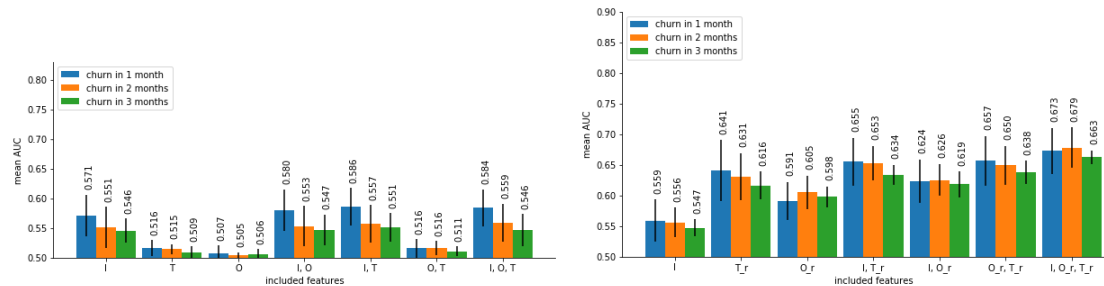 0.80
0.75
0.70
0.65
0.60
0.55
0.50
mean AUC
churn in 1 month
churn in 2 months
churn in 3 months
0.571
0.551
0.546
0.516
0.515
0.509
0.507
0.505
0.506
0.580
0.553
0.547
0.586
0.557
0.551
0.516
0.516
0.511
0.584
0.559
0.546
I
T
O
I, O
I, T
O, T
I, O, T
included features
0.90
0.85
0.80
0.75
0.70
0.65
0.60
0.55
0.50
mean AUC
churn in 1 month
churn in 2 months
churn in 3 months
0.559
0.556
0.547
0.641
0.631
0.616
0.591
0.605
0.598
0.655
0.653
0.634
0.624
0.626
0.619
0.657
0.650
0.638
0.673
0.679
0.663
I
T_r
O_r
I, T_r
I, O_r
O_r, T_r
I, O_r, T_r
included features